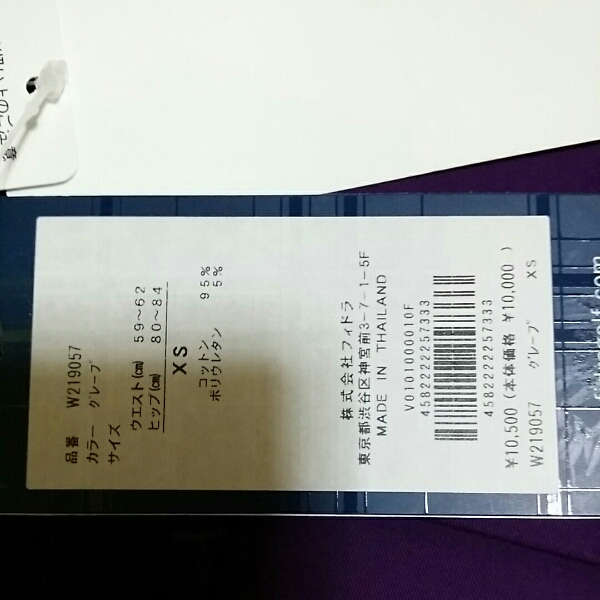 品番 W219057
カラー グレープ
サイズ
ウエスト(㎝) 59～62
ヒップ(㎝) 80～84
XS
コットン 95%
ポリウレタン 5%
株式会社フィドラ
東京都渋谷区神宮前3-7-1-5F
MADE IN THAILAND
V0101000010F
4582222257333
4582222257333
¥10,500 (本体価格 ¥10,000 )
W219057 グレープ XS